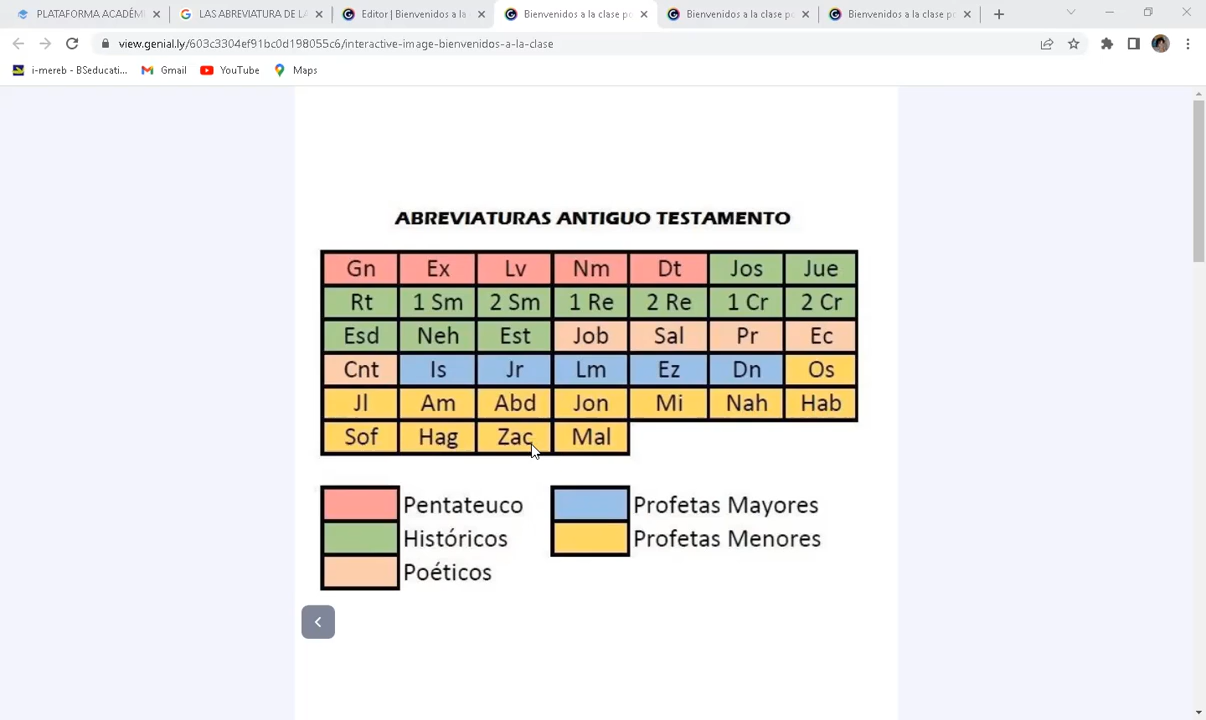 PLATAFORMA ACADÉMI
LAS ABREVIATURA DE LA
Editor | Bienvenidos a la
Bienvenidos a la clase po
Bienvenidos a la clase po
Bienvenidos a la clase po
view.genial.ly/603c3304ef91bc0d198055c6/interactive-image-bienvenidos-a-la-clase
i-mereb - BSeducati...
Gmail
YouTube
Maps
ABREVIATURAS ANTIGUO TESTAMENTO
Gn Ex Lv Nm Dt Jos Jue
Rt 1 Sm 2 Sm 1 Re 2 Re 1 Cr 2 Cr
Esd Neh Est Job Sal Pr Ec
Cnt Is Jr Lm Ez Dn Os
Jl Am Abd Jon Mi Nah Hab
Sof Hag Zac Mal
Pentateuco Profetas Mayores
Históricos Profetas Menores
Poéticos